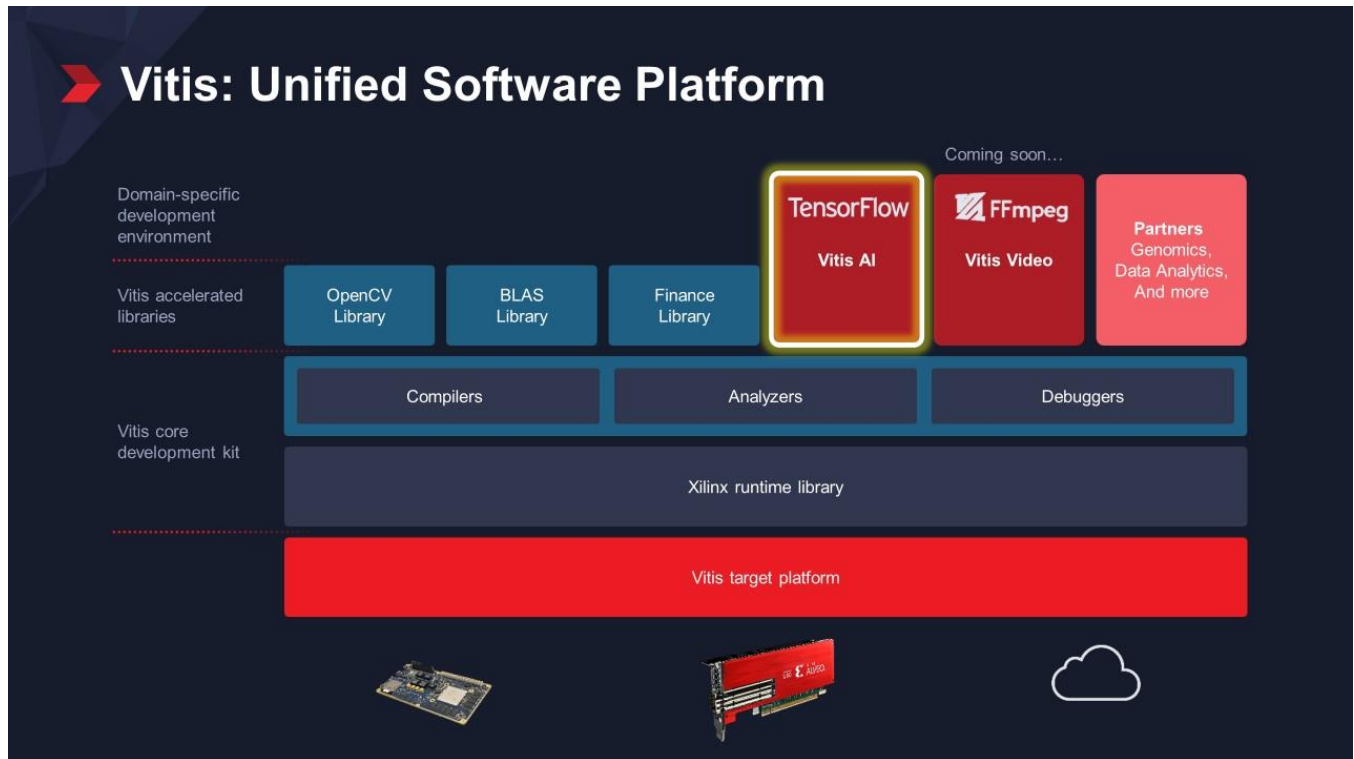 Vitis: Unified Software Platform
Coming soon...
Domain-specific
development
environment
TensorFlow
Vitis AI
FFmpeg
Vitis Video
Partners
Genomics,
Data Analytics,
And more
Vitis accelerated
libraries
OpenCV
Library
BLAS
Library
Finance
Library
Compilers
Analyzers
Debuggers
Vitis core
development kit
Xilinx runtime library
Vitis target platform
ALVEO